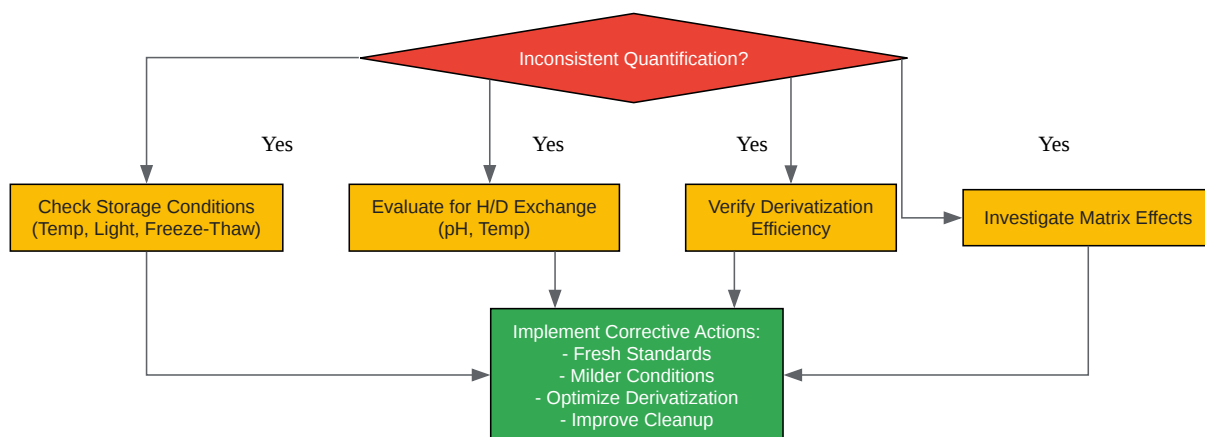 Inconsistent Quantification?
Yes
Yes
Yes
Yes
Check Storage Conditions
(Temp, Light, Freeze-Thaw)
Evaluate for H/D Exchange
(pH, Temp)
Verify Derivatization
Efficiency
Investigate Matrix Effects
Implement Corrective Actions:
- Fresh Standards
- Milder Conditions
- Optimize Derivatization
- Improve Cleanup